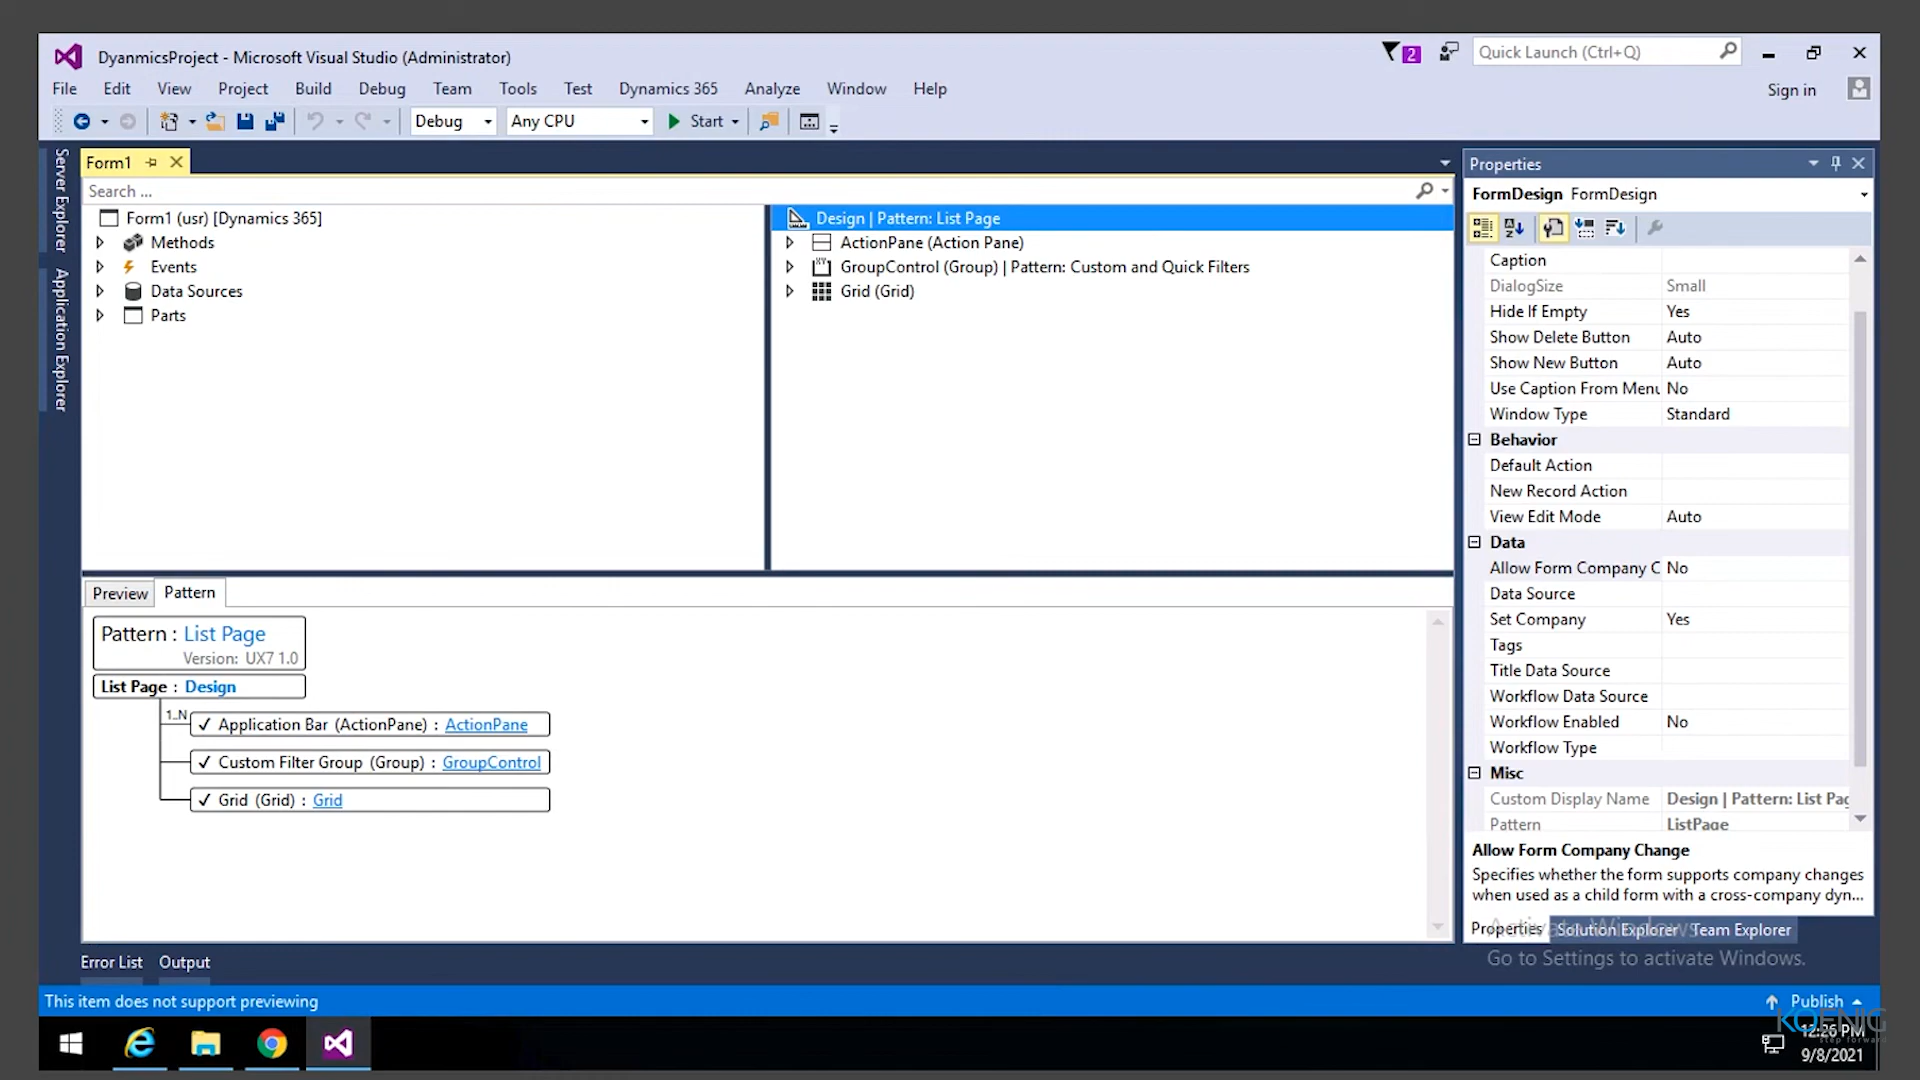 DyanmicsProject - Microsoft Visual Studio (Administrator)
2
Quick Launch (Ctrl+Q)
File Edit View Project Build Debug Team Tools Test Dynamics 365 Analyze Window Help
Sign in
Debug
Any CPU
Start
Server Explorer
Application Explorer
Form1
Search ...
Form1 (usr) [Dynamics 365]
Methods
Events
Data Sources
Parts
Design | Pattern: List Page
ActionPane (Action Pane)
GroupControl (Group) | Pattern: Custom and Quick Filters
Grid (Grid)
Preview
Pattern
Pattern : List Page
Version: UX7 1.0
List Page : Design
1..N
✓ Application Bar (ActionPane) : ActionPane
✓ Custom Filter Group (Group) : GroupControl
✓ Grid (Grid) : Grid
Properties
FormDesign FormDesign
Caption
DialogSize Small
Hide If Empty Yes
Show Delete Button Auto
Show New Button Auto
Use Caption From Menu No
Window Type Standard
Behavior
Default Action
New Record Action
View Edit Mode Auto
Data
Allow Form Company C No
Data Source
Set Company Yes
Tags
Title Data Source
Workflow Data Source
Workflow Enabled No
Workflow Type
Misc
Custom Display Name Design | Pattern: List Pag
Pattern ListPage
Allow Form Company Change
Specifies whether the form supports company changes
when used as a child form with a cross-company dyn...
Properties Solution Explorer Team Explorer
Activate Windows
Go to Settings to activate Windows.
Error List Output
This item does not support previewing
Publish
KOENIG
step forward
12:26 PM
9/8/2021